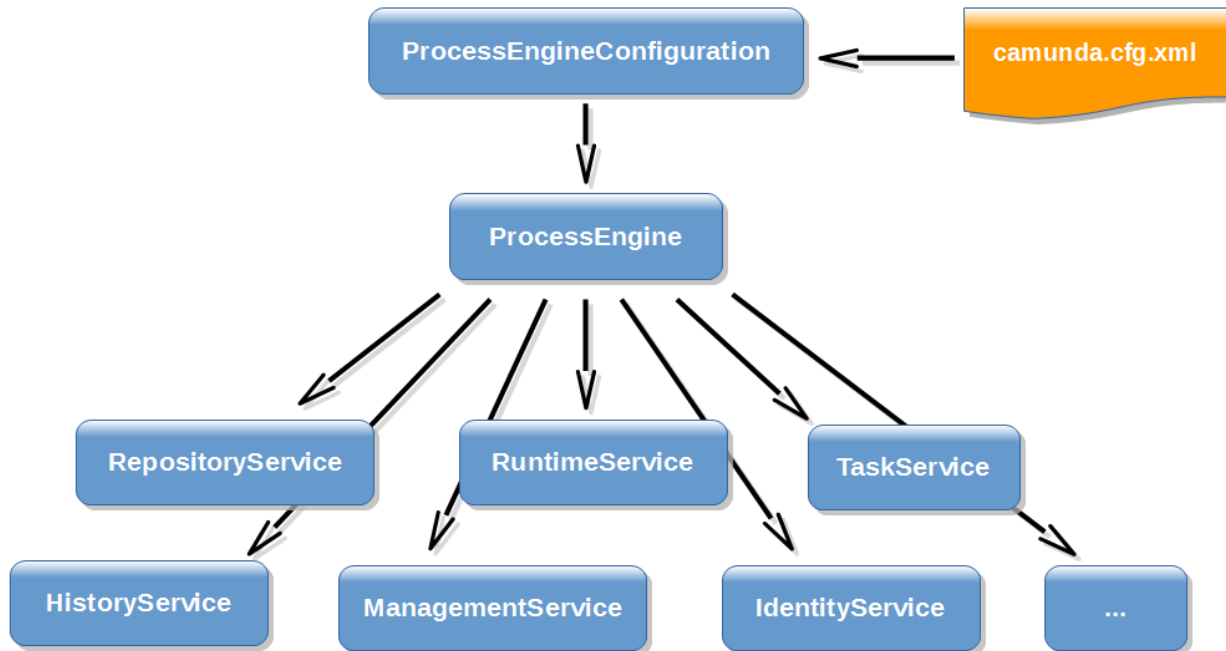 ProcessEngineConfiguration
camunda.cfg.xml
ProcessEngine
RepositoryService
RuntimeService
TaskService
HistoryService
ManagementService
IdentityService
...